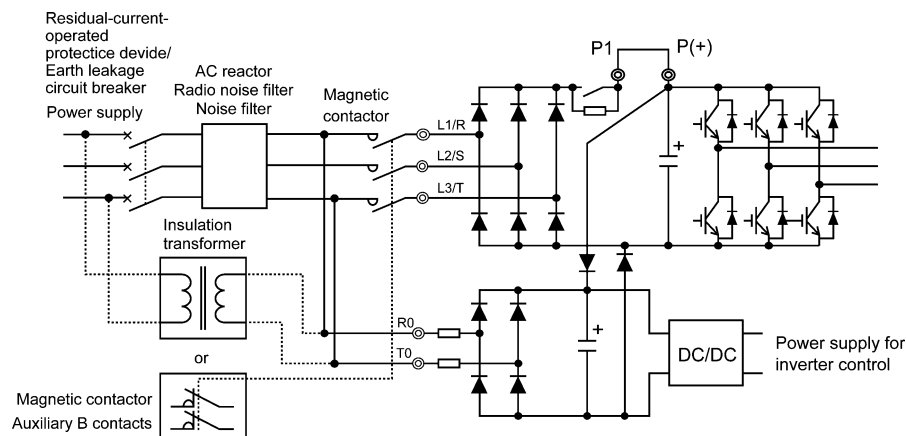 Residual-current-
operated
protectice devide/
Earth leakage
circuit breaker
Power supply
AC reactor
Radio noise filter
Noise filter
Magnetic
contactor
P1
P(+)
L1/R
L2/S
L3/T
+
Insulation
transformer
or
Magnetic contactor
Auxiliary B contacts
R0
T0
+
DC/DC
Power supply for
inverter control